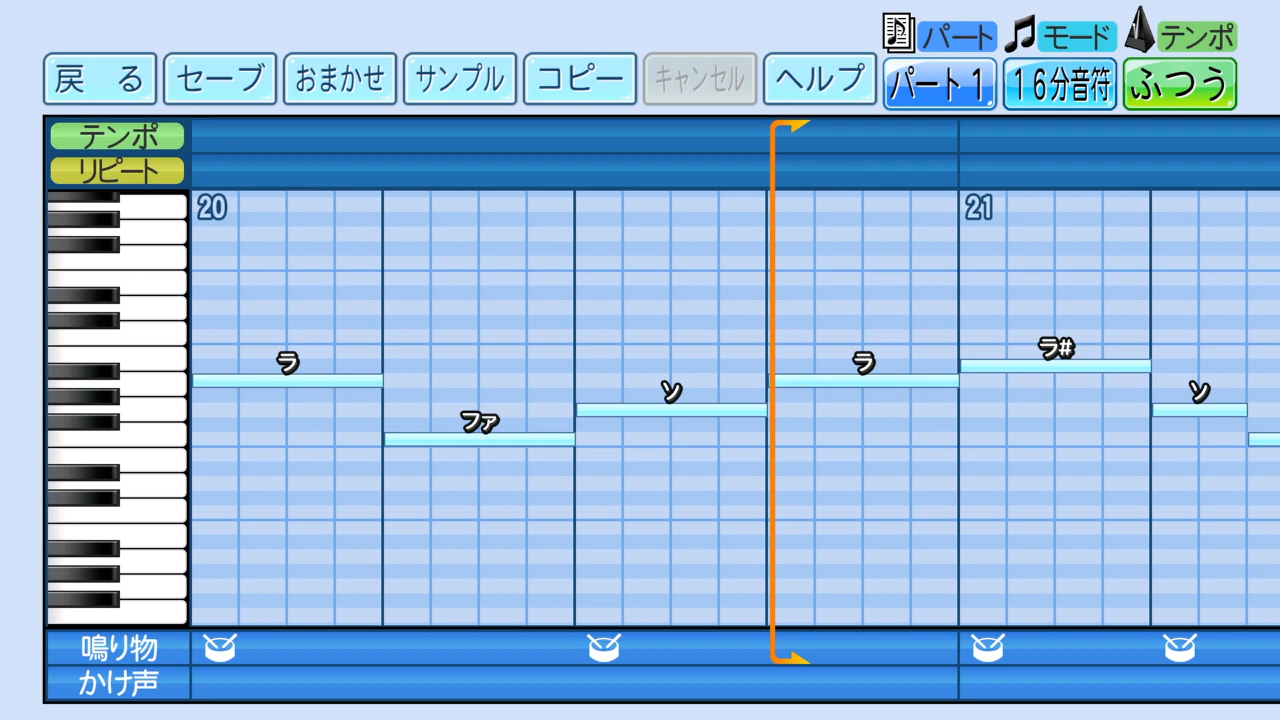 パート モード テンポ
戻 る セーブ おまかせ サンプル コピー キャンセル ヘルプ パート1 16分音符 ふつう
テンポ
リピート
20 21
ラ ファ ソ ラ ラ# ソ
鳴り物
かけ声